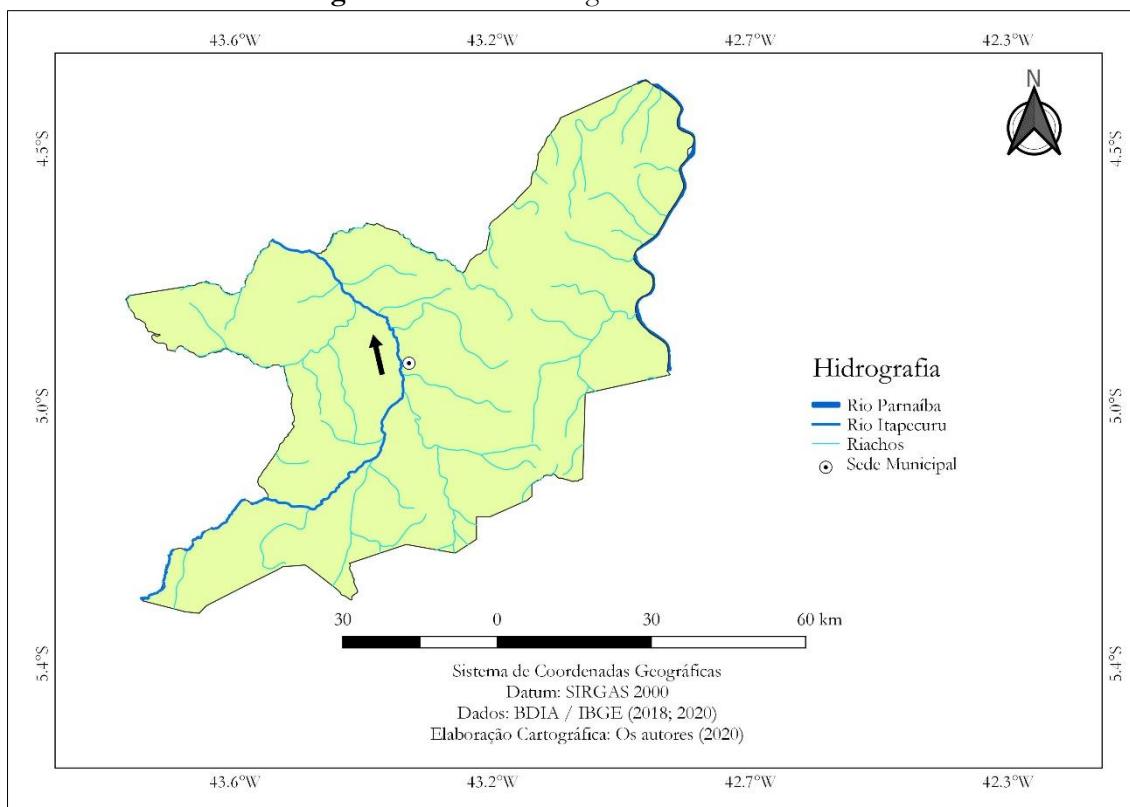 43.6°W 43.2°W 42.7°W 42.3°W
N
4.5°S 4.5°S
5.0°S 5.0°S
Hidrografia
Rio Parnaíba
Rio Itapecuru
Riachos
Sede Municipal
30 0 30 60 km
5.4°S 5.4°S
Sistema de Coordenadas Geográficas
Datum: SIRGAS 2000
Dados: BDIA / IBGE (2018; 2020)
Elaboração Cartográfica: Os autores (2020)
43.6°W 43.2°W 42.7°W 42.3°W